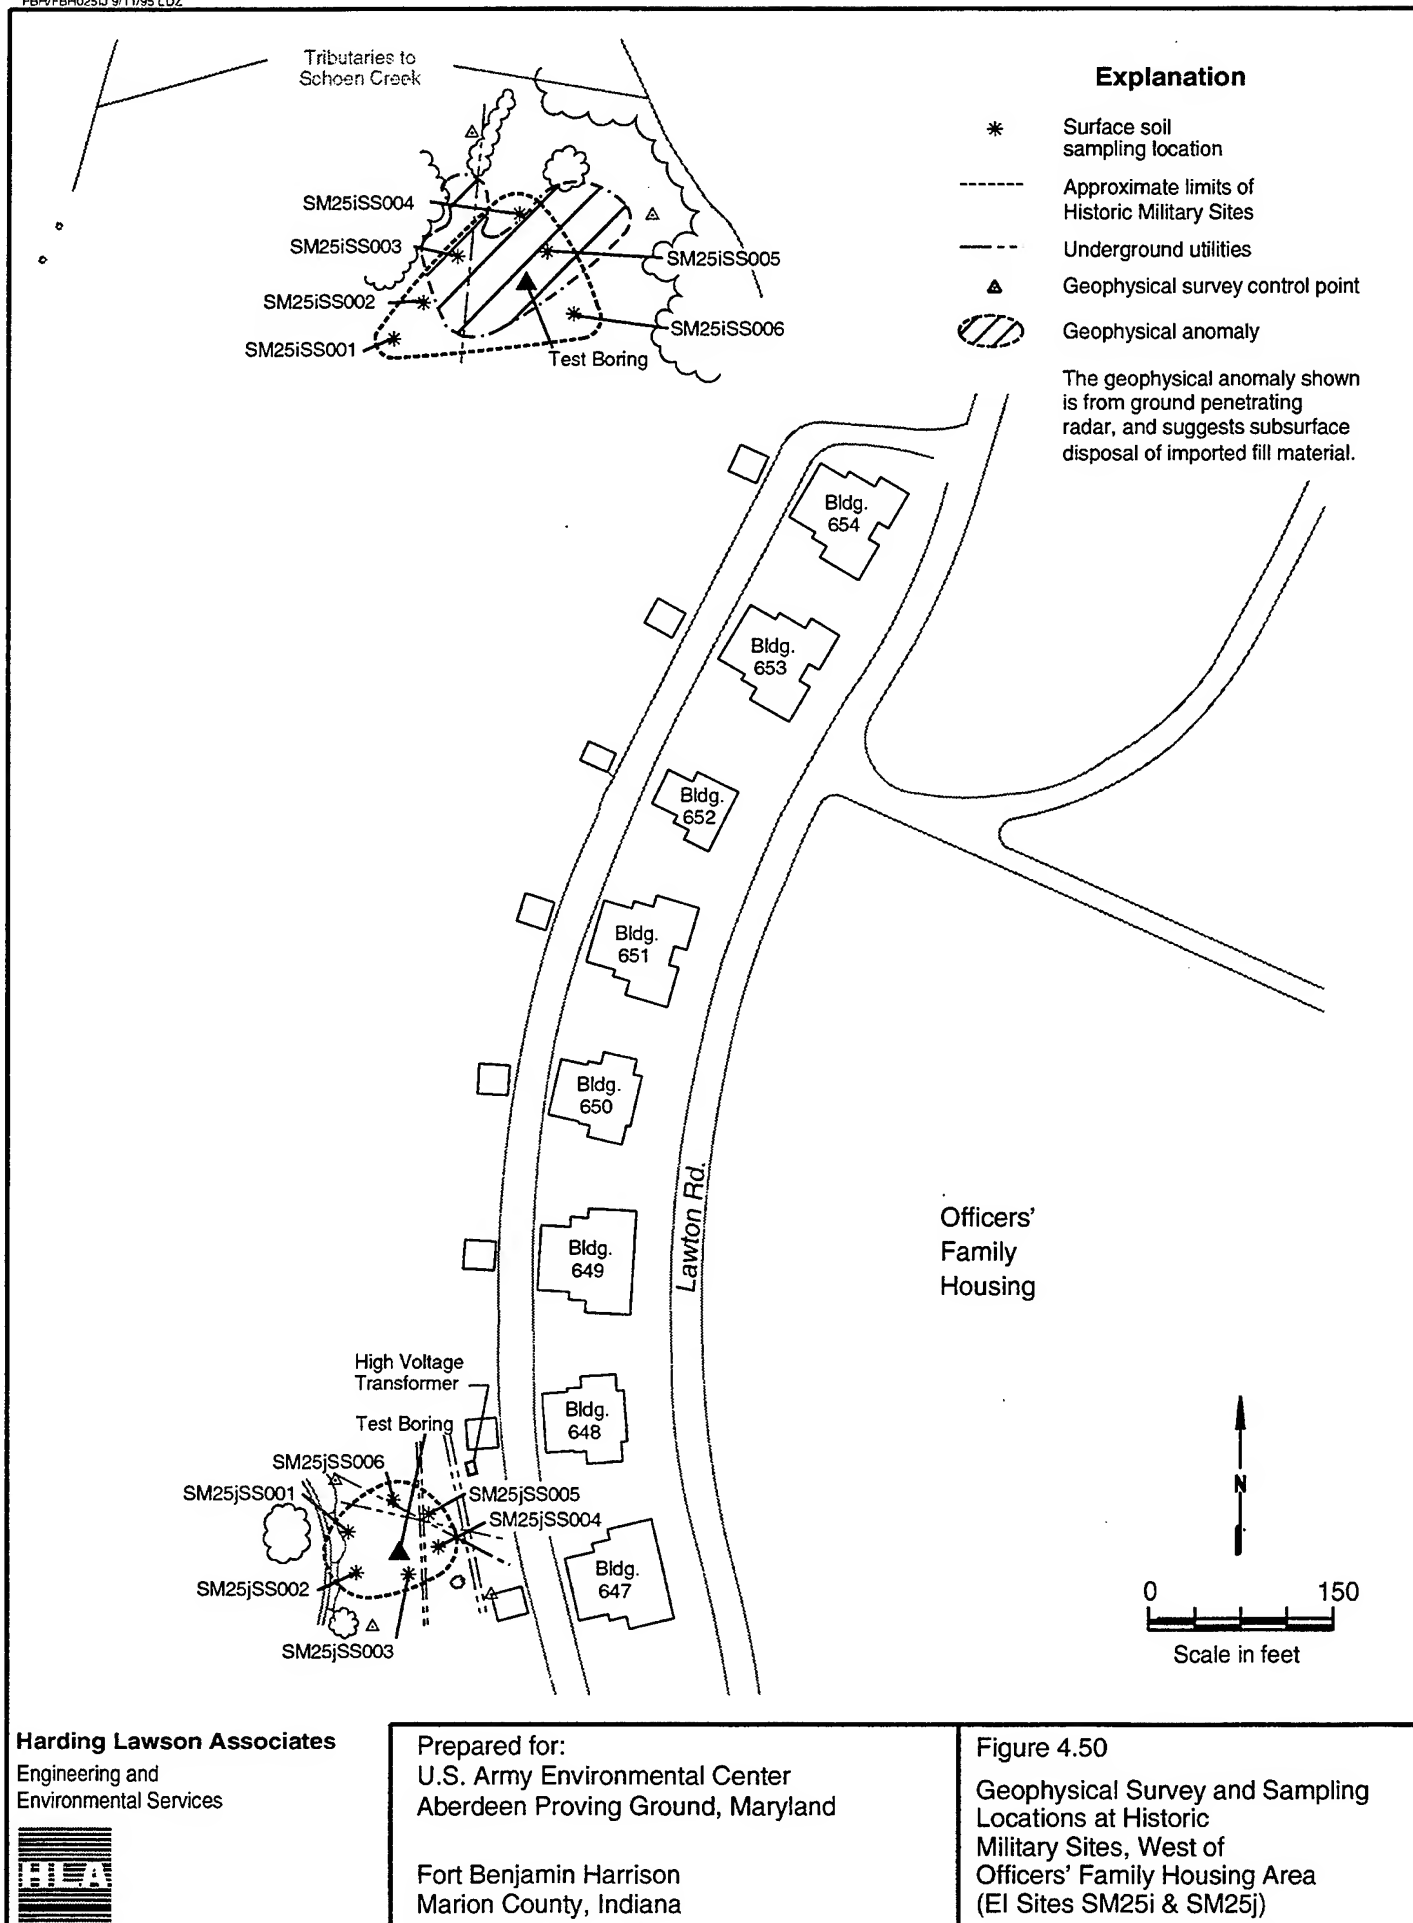 Tributaries to
Schoen Creek
Explanation
Surface soil
sampling location
Approximate limits of
Historic Military Sites
Underground utilities
Geophysical survey control point
Geophysical anomaly
The geophysical anomaly shown
is from ground penetrating
radar, and suggests subsurface
disposal of imported fill material.
SM25iSS004
SM25iSS003
SM25iSS005
SM25iSS002
SM25iSS006
SM25iSS001
Test Boring
Bldg.
654
Bldg.
653
Bldg.
652
Bldg.
651
Bldg.
650
Lawton Rd.
Officers'
Family
Housing
Bldg.
649
High Voltage
Transformer
Test Boring
Bldg.
648
SM25jSS006
SM25jSS001
SM25jSS005
SM25jSS004
SM25jSS002
SM25jSS003
Bldg.
647
N
0 150
Scale in feet
Harding Lawson Associates
Engineering and
Environmental Services
HLA
Prepared for:
U.S. Army Environmental Center
Aberdeen Proving Ground, Maryland
Fort Benjamin Harrison
Marion County, Indiana
Figure 4.50
Geophysical Survey and Sampling
Locations at Historic
Military Sites, West of
Officers' Family Housing Area
(EI Sites SM25i & SM25j)